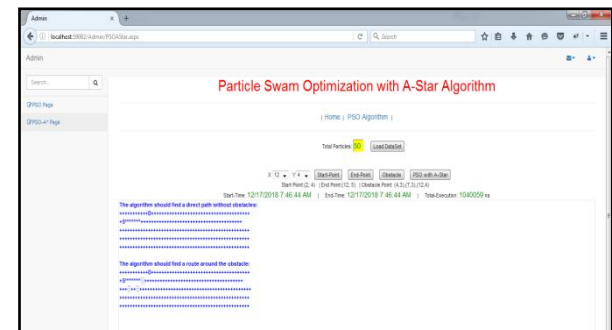 Admin
localhost:59802/Admin/PSOAStar.aspx
Search
Admin
Search...
PSO Page
PSO-A* Page
Particle Swam Optimization with A-Star Algorithm
| Home | PSO Algorithm |
Total Particles: 50 Load DataSet
X 12 Y 4 Start-Point End-Point Obstacle PSO with A-Star
Start Point:(2, 4) | End Point:(12, 5) | Obstacle Point: (4,3),(7,3),(12,4)
Start-Time: 12/17/2018 7:46:44 AM | End-Time: 12/17/2018 7:46:44 AM | Total-Execution: 1040059 ns
The algorithm should find a direct path without obstacles:
The algorithm should find a route around the obstacle: